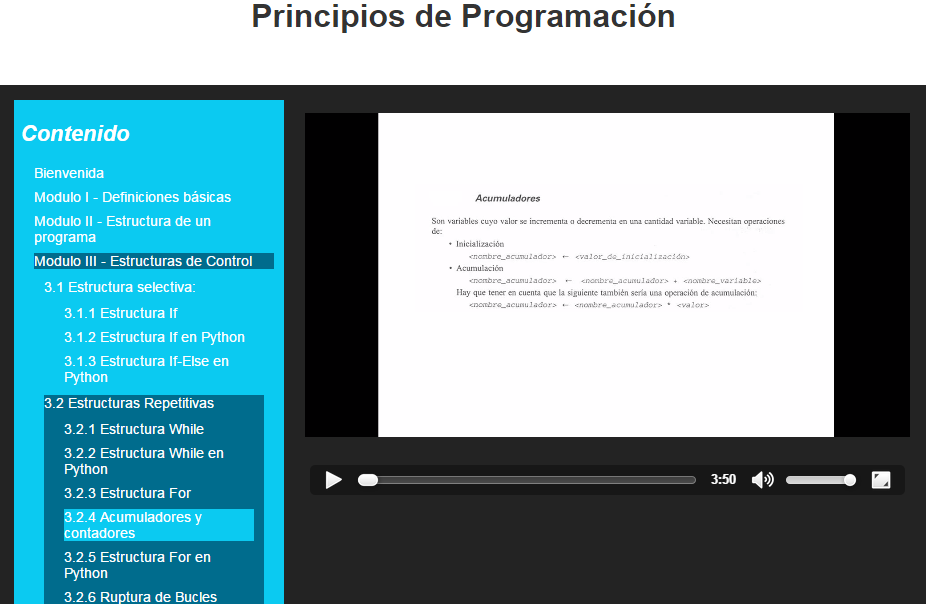 Principios de Programación
Contenido
Bienvenida
Modulo I - Definiciones básicas
Modulo II - Estructura de un
programa
Modulo III - Estructuras de Control
3.1 Estructura selectiva:
3.1.1 Estructura If
3.1.2 Estructura If en Python
3.1.3 Estructura If-Else en
Python
3.2 Estructuras Repetitivas
3.2.1 Estructura While
3.2.2 Estructura While en
Python
3.2.3 Estructura For
3.2.4 Acumuladores y
contadores
3.2.5 Estructura For en
Python
3.2.6 Ruptura de Bucles
Acumuladores
Son variables cuyo valor se incrementa o decrementa en una cantidad variable. Necesitan operaciones
de:
• Inicialización
<nombre_acumulador> ← <valor_de_inicialización>
• Acumulación
<nombre_acumulador> ← <nombre_acumulador> + <nombre_variable>
Hay que tener en cuenta que la siguiente también sería una operación de acumulación:
<nombre_acumulador> ← <nombre_acumulador> * <valor>
3:50